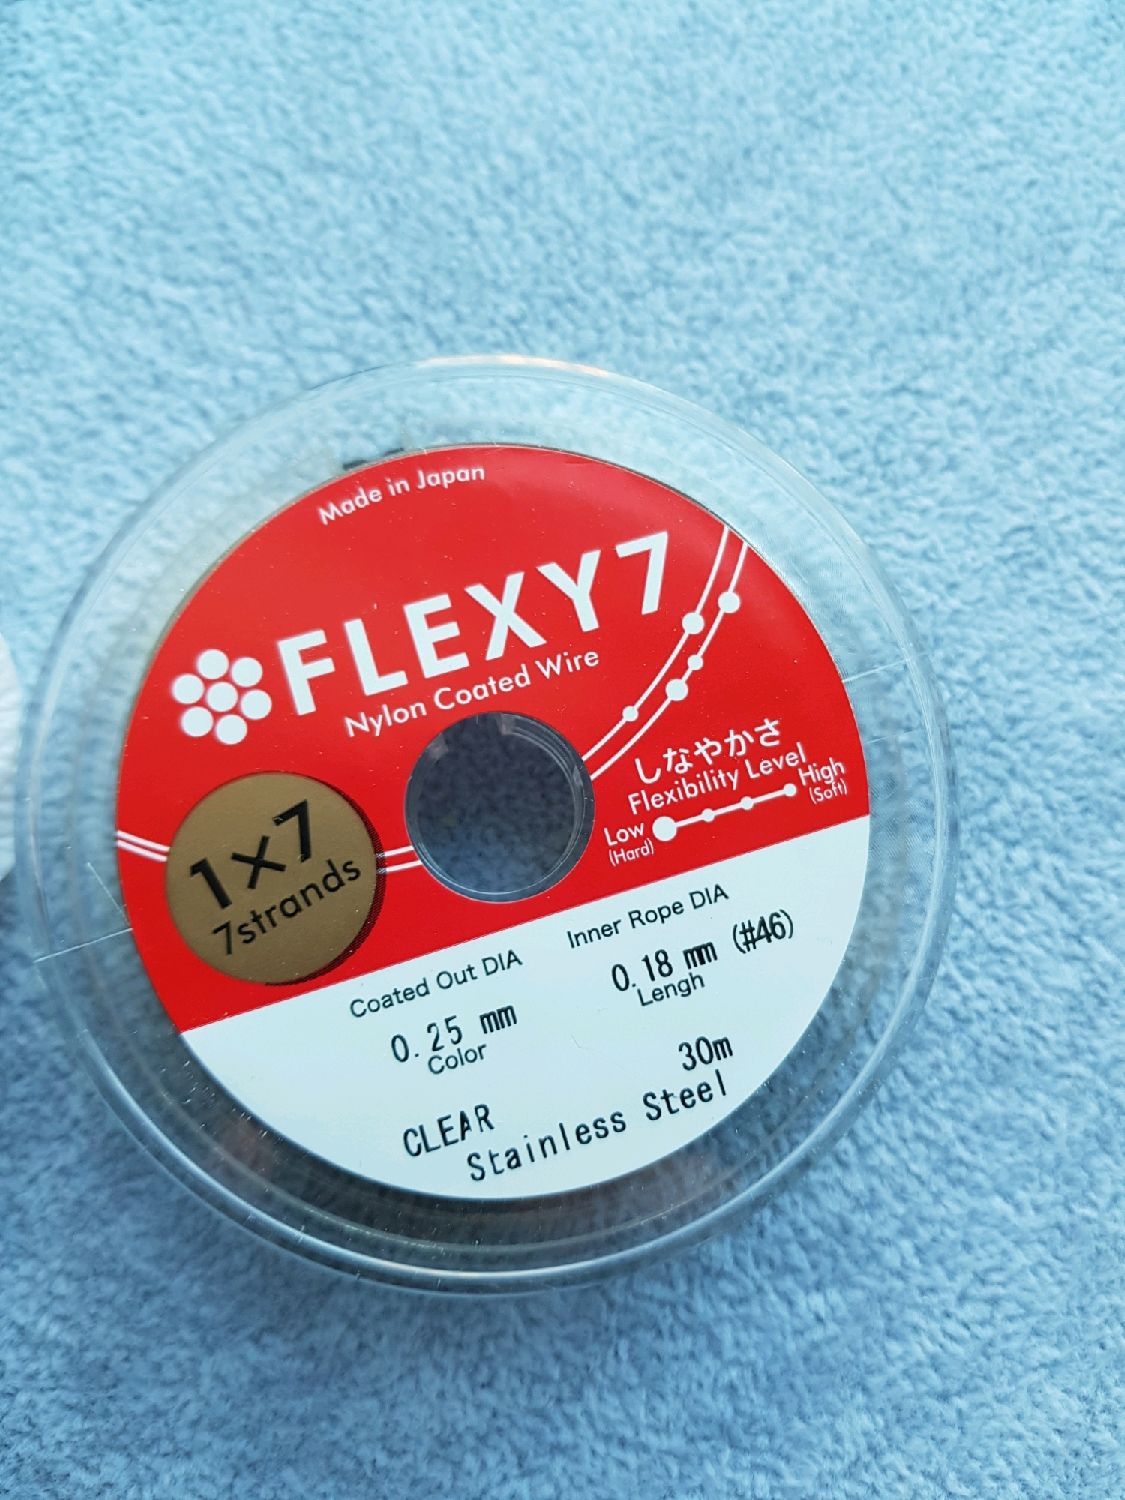 Made in Japan
FLEXY7
Nylon Coated Wire
しなやかさ
Flexibility Level
Low
(Hard)
High
(Soft)
1×7
7strands
Coated Out DIA
0.25 mm
Inner Rope DIA
0.18 mm (#46)
Color
CLEAR
Lengh
30m
Stainless Steel